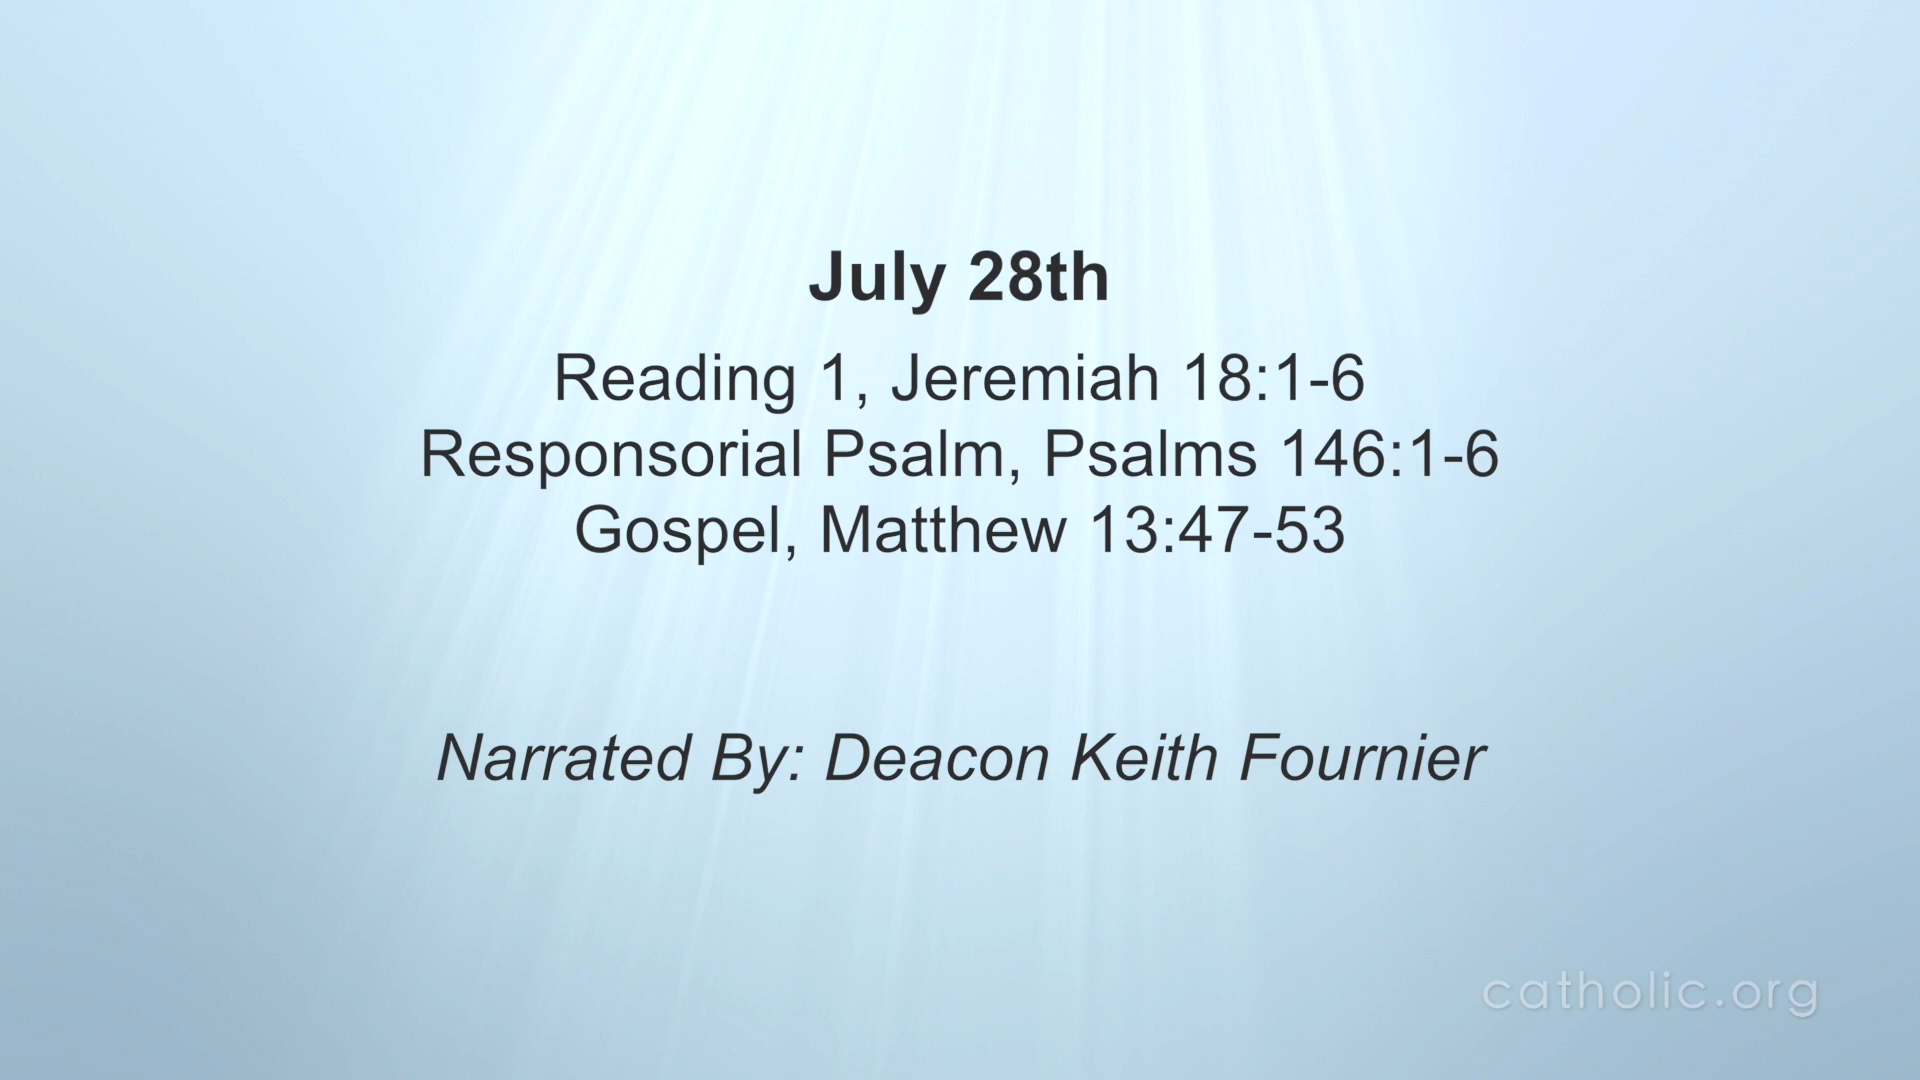 July 28th
Reading 1, Jeremiah 18:1-6
Responsorial Psalm, Psalms 146:1-6
Gospel, Matthew 13:47-53
Narrated By: Deacon Keith Fournier
catholic.org